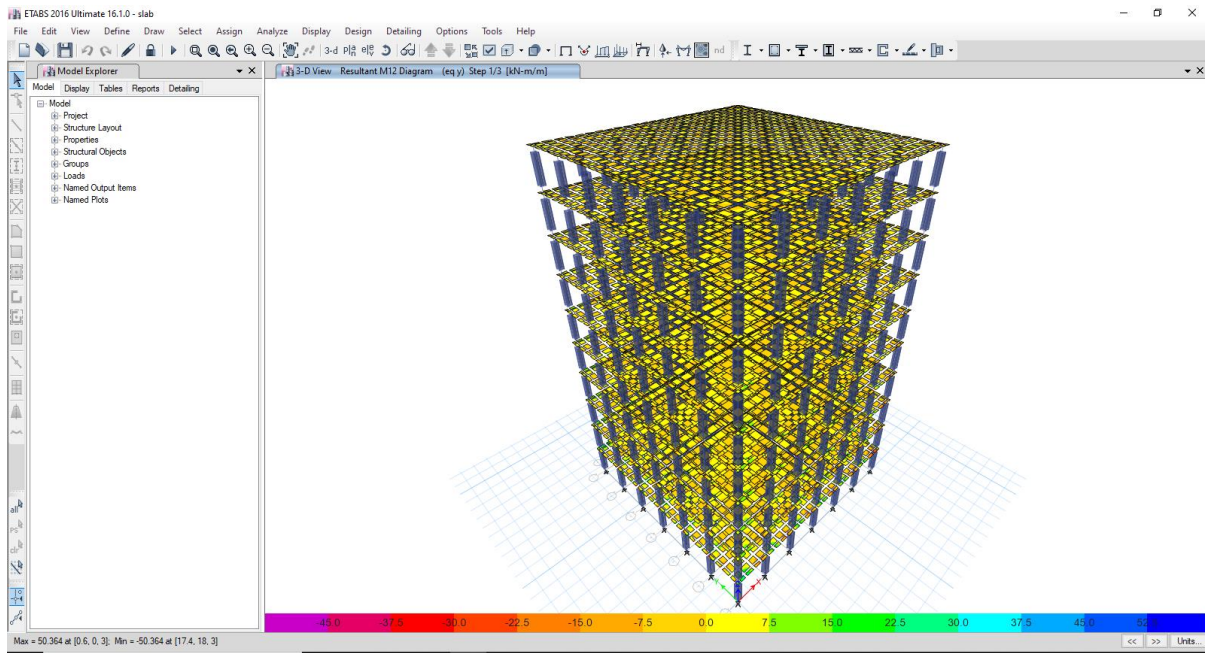 ETABS 2016 Ultimate 16.1.0 - slab
File Edit View Define Draw Select Assign Analyze Display Design Detailing Options Tools Help
3-d nd
Model Explorer
3-D View Resultant M12 Diagram (eq y) Step 1/3 [kN-m/m]
Model Display Tables Reports Detailing
Model
Project
Structure Layout
Properties
Structural Objects
Groups
Loads
Named Output Items
Named Plots
all
ps
clr
Y X
-45.0 -37.5 -30.0 -22.5 -15.0 -7.5 0.0 7.5 15.0 22.5 30.0 37.5 45.0
Max = 50.364 at [0.6, 0, 3]; Min = -50.364 at [17.4, 18, 3]
<< >> Units...